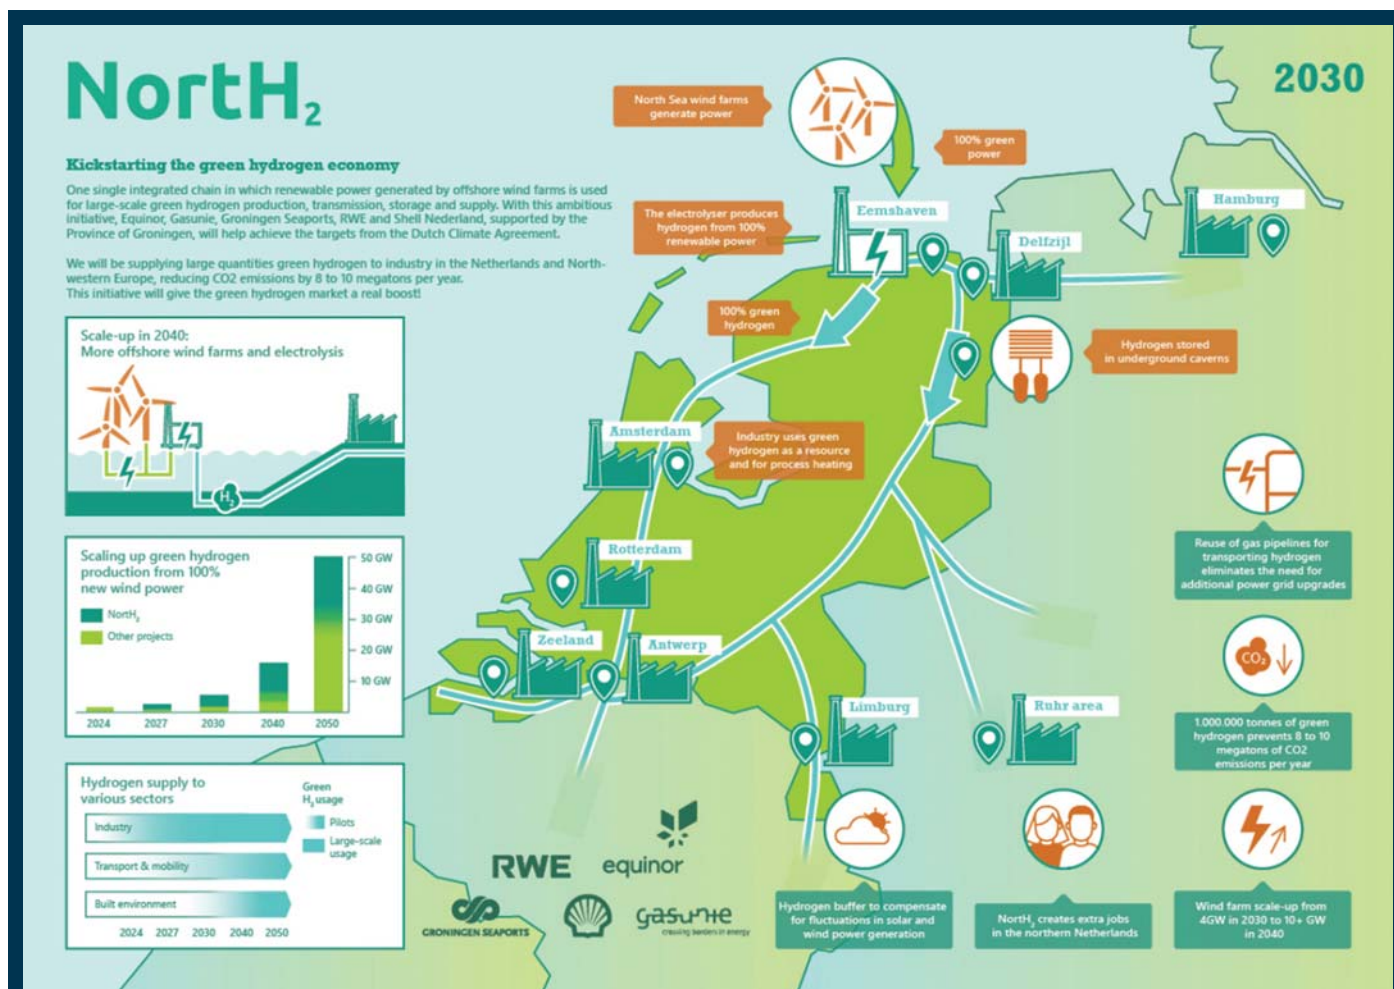 NortH₂
2030
Kickstarting the green hydrogen economy
One single integrated chain in which renewable power generated by offshore wind farms is used
for large-scale green hydrogen production, transmission, storage and supply. With this ambitious
initiative, Equinor, Gasunie, Groningen Seaports, RWE and Shell Nederland, supported by the
Province of Groningen, will help achieve the targets from the Dutch Climate Agreement.
We will be supplying large quantities green hydrogen to industry in the Netherlands and North-
western Europe, reducing CO2 emissions by 8 to 10 megatons per year.
This initiative will give the green hydrogen market a real boost!
Scale-up in 2040:
More offshore wind farms and electrolysis
H₂
Scaling up green hydrogen
production from 100%
new wind power
NortH₂
Other projects
50 GW
40 GW
30 GW
20 GW
10 GW
2024 2027 2030 2040 2050
Hydrogen supply to
various sectors
Green
H₂ usage
Pilots
Large-scale
usage
Industry
Transport & mobility
Built environment
2024 2027 2030 2040 2050
North Sea wind farms
generate power
100% green
power
The electrolyser produces
hydrogen from 100%
renewable power
Eemshaven
Delfzijl
Hamburg
100% green
hydrogen
Hydrogen stored
in underground caverns
Amsterdam
Industry uses green
hydrogen as a resource
and for process heating
Rotterdam
Zeeland
Antwerp
Limburg
Ruhr area
Reuse of gas pipelines for
transporting hydrogen
eliminates the need for
additional power grid upgrades
CO₂
1.000.000 tonnes of green
hydrogen prevents 8 to 10
megatons of CO2
emissions per year
Hydrogen buffer to compensate
for fluctuations in solar and
wind power generation
NortH₂ creates extra jobs
in the northern Netherlands
Wind farm scale-up from
4GW in 2030 to 10+ GW
in 2040
RWE
equinor
GRONINGEN SEAPORTS
gasunie
crossing borders in energy